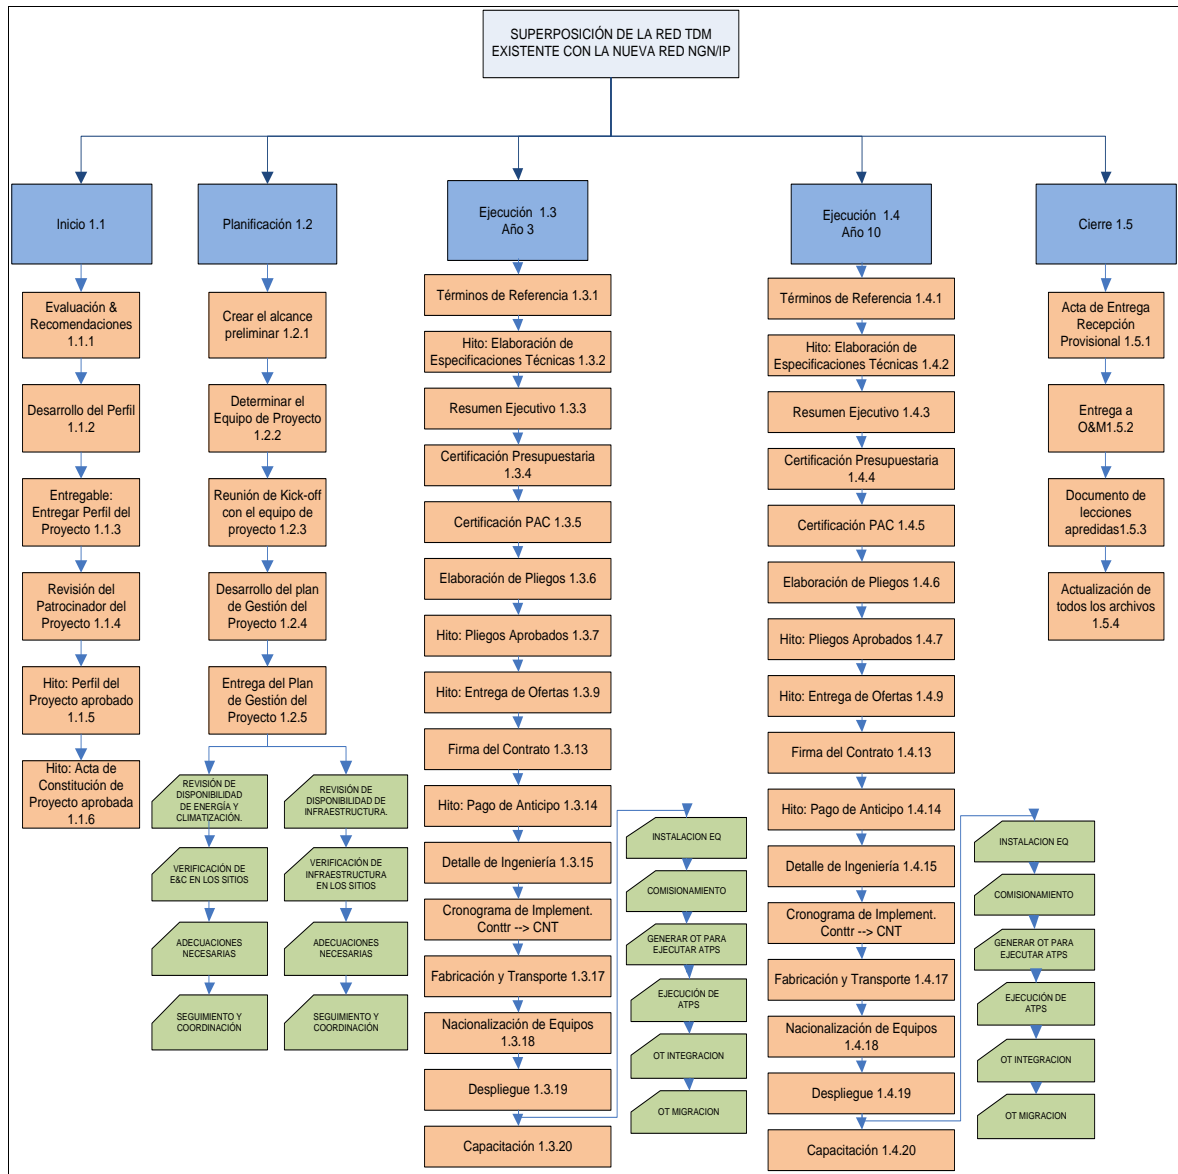 SUPERPOSICIÓN DE LA RED TDM
EXISTENTE CON LA NUEVA RED NGN/IP
Inicio 1.1
Evaluación &
Recomendaciones
1.1.1
Desarrollo del Perfil
1.1.2
Entregable:
Entregar Perfil del
Proyecto 1.1.3
Revisión del
Patrocinador del
Proyecto 1.1.4
Hito: Perfil del
Proyecto aprobado
1.1.5
Hito: Acta de
Constitución de
Proyecto aprobada
1.1.6
Planificación 1.2
Crear el alcance
preliminar 1.2.1
Determinar el
Equipo de Proyecto
1.2.2
Reunión de Kick-off
con el equipo de
proyecto 1.2.3
Desarrollo del plan
de Gestión del
Proyecto 1.2.4
Entrega del Plan
de Gestión del
Proyecto 1.2.5
REVISIÓN DE
DISPONIBILIDAD
DE ENERGÍA Y
CLIMATIZACIÓN.
VERIFICACIÓN DE
E&C EN LOS SITIOS
ADECUACIONES
NECESARIAS
SEGUIMIENTO Y
COORDINACIÓN
REVISIÓN DE
DISPONIBILIDAD DE
INFRAESTRUCTURA.
VERIFICACIÓN DE
INFRAESTRUCTURA
EN LOS SITIOS
ADECUACIONES
NECESARIAS
SEGUIMIENTO Y
COORDINACIÓN
Ejecución 1.3
Año 3
Términos de Referencia 1.3.1
Hito: Elaboración de
Especificaciones Técnicas 1.3.2
Resumen Ejecutivo 1.3.3
Certificación Presupuestaria
1.3.4
Certificación PAC 1.3.5
Elaboración de Pliegos 1.3.6
Hito: Pliegos Aprobados 1.3.7
Hito: Entrega de Ofertas 1.3.9
Firma del Contrato 1.3.13
Hito: Pago de Anticipo 1.3.14
Detalle de Ingeniería 1.3.15
Cronograma de Implement.
Conttr --> CNT
Fabricación y Transporte 1.3.17
Nacionalización de Equipos
1.3.18
Despliegue 1.3.19
Capacitación 1.3.20
INSTALACION EQ
COMISIONAMIENTO
GENERAR OT PARA
EJECUTAR ATPS
EJECUCIÓN DE
ATPS
OT INTEGRACION
OT MIGRACION
Ejecución 1.4
Año 10
Términos de Referencia 1.4.1
Hito: Elaboración de
Especificaciones Técnicas 1.4.2
Resumen Ejecutivo 1.4.3
Certificación Presupuestaria
1.4.4
Certificación PAC 1.4.5
Elaboración de Pliegos 1.4.6
Hito: Pliegos Aprobados 1.4.7
Hito: Entrega de Ofertas 1.4.9
Firma del Contrato 1.4.13
Hito: Pago de Anticipo 1.4.14
Detalle de Ingeniería 1.4.15
Cronograma de Implement.
Conttr --> CNT
Fabricación y Transporte 1.4.17
Nacionalización de Equipos
1.4.18
Despliegue 1.4.19
Capacitación 1.4.20
INSTALACION EQ
COMISIONAMIENTO
GENERAR OT PARA
EJECUTAR ATPS
EJECUCIÓN DE
ATPS
OT INTEGRACION
OT MIGRACION
Cierre 1.5
Acta de Entrega
Recepción
Provisional 1.5.1
Entrega a
O&M1.5.2
Documento de
lecciones
apredidas1.5.3
Actualización de
todos los archivos
1.5.4